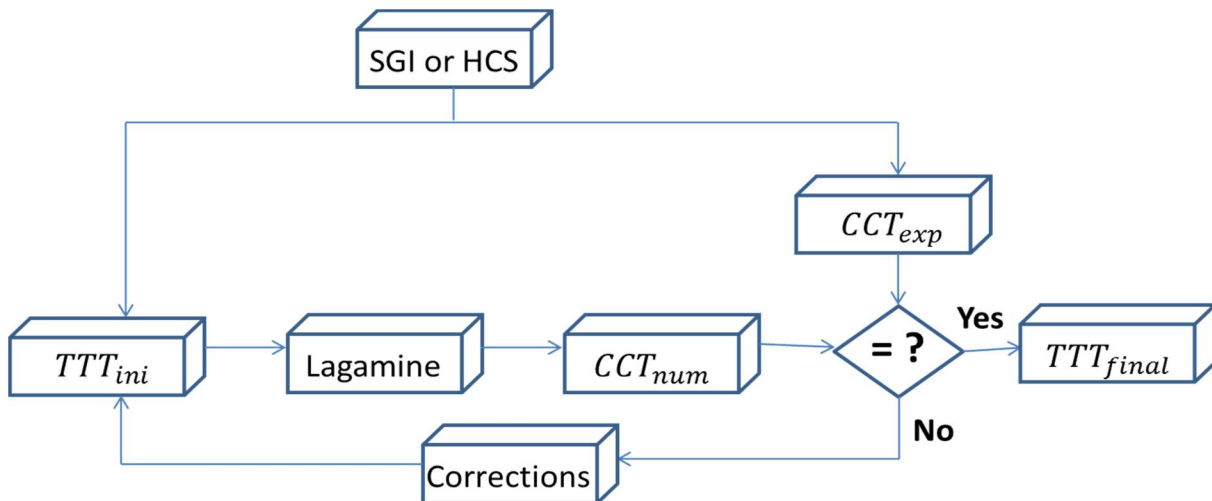 SGI or HCS
CCT_exp
TTT_ini
Lagamine
CCT_num
= ?
Yes
TTT_final
No
Corrections